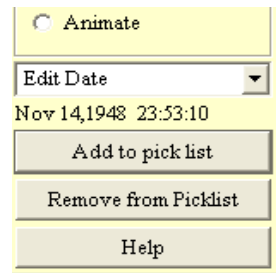 Animate
Edit Date
Nov 14,1948 23:53:10
Add to pick list
Remove from Picklist
Help